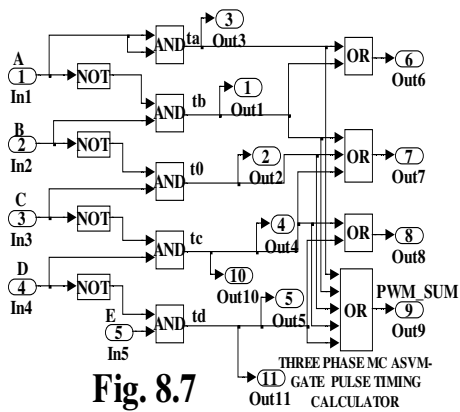 A
1
In1
NOT
AND
ta
3
Out3
OR
6
Out6
B
2
In2
NOT
AND
tb
1
Out1
C
3
In3
NOT
AND
t0
2
Out2
OR
7
Out7
D
4
In4
NOT
AND
tc
4
Out4
10
Out10
OR
8
Out8
E
5
In5
AND
td
5
Out5
11
Out11
OR
PWM_SUM
9
Out9
THREE PHASE MC ASVM-
GATE PULSE TIMING
CALCULATOR
Fig. 8.7